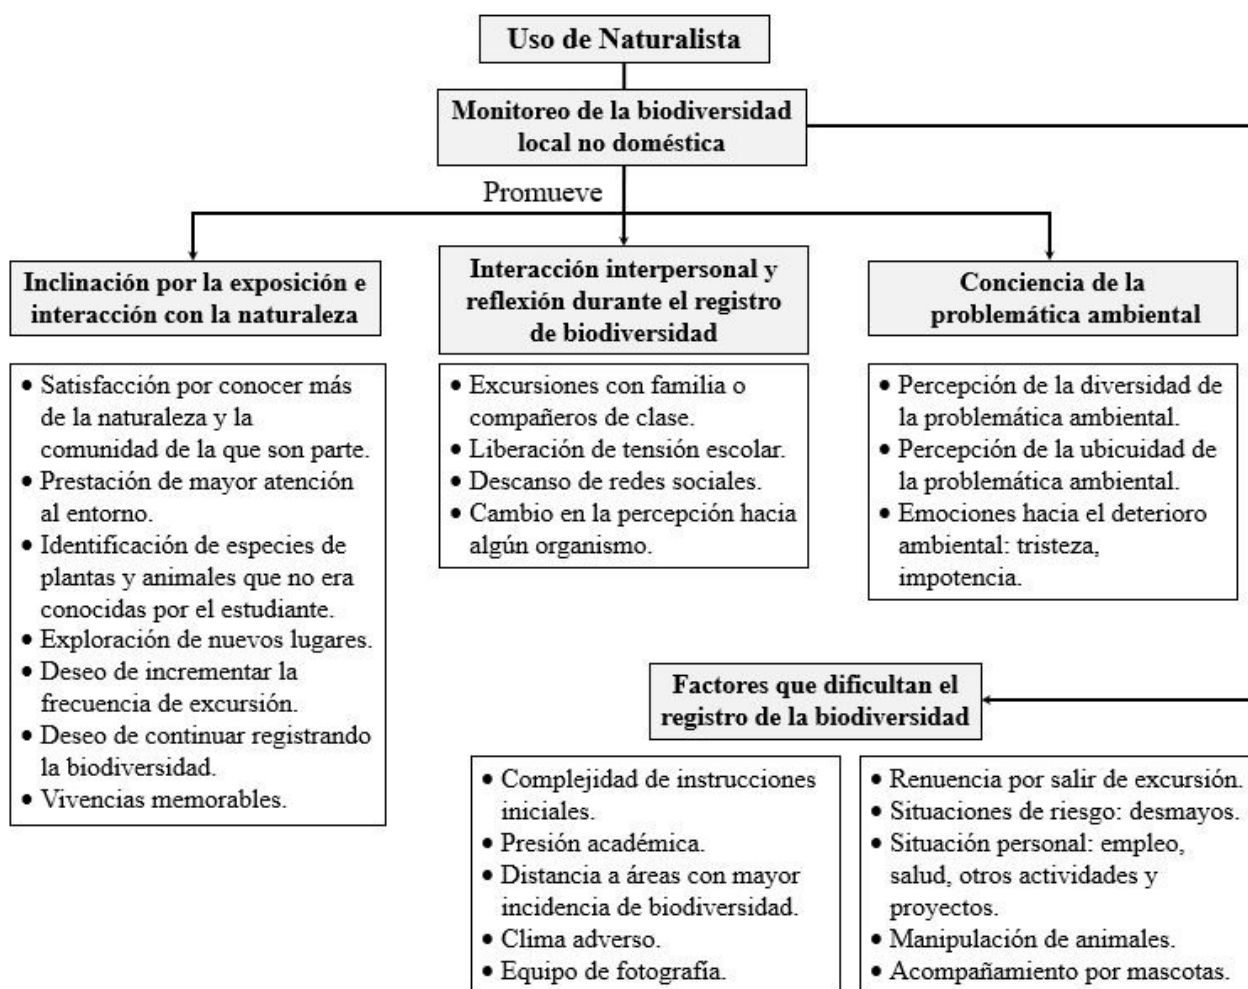 Uso de Naturalista
Monitoreo de la biodiversidad
local no doméstica
Promueve
Inclinación por la exposición e
interacción con la naturaleza
• Satisfacción por conocer más
de la naturaleza y la
comunidad de la que son parte.
• Prestación de mayor atención
al entorno.
• Identificación de especies de
plantas y animales que no era
conocidas por el estudiante.
• Exploración de nuevos lugares.
• Deseo de incrementar la
frecuencia de excursión.
• Deseo de continuar registrando
la biodiversidad.
• Vivencias memorables.
Interacción interpersonal y
reflexión durante el registro
de biodiversidad
• Excursiones con familia o
compañeros de clase.
• Liberación de tensión escolar.
• Descanso de redes sociales.
• Cambio en la percepción hacia
algún organismo.
Conciencia de la
problemática ambiental
• Percepción de la diversidad de
la problemática ambiental.
• Percepción de la ubicuidad de
la problemática ambiental.
• Emociones hacia el deterioro
ambiental: tristeza,
impotencia.
Factores que dificultan el
registro de la biodiversidad
• Complejidad de instrucciones
iniciales.
• Presión académica.
• Distancia a áreas con mayor
incidencia de biodiversidad.
• Clima adverso.
• Equipo de fotografía.
• Renuencia por salir de excursión.
• Situaciones de riesgo: desmayos.
• Situación personal: empleo,
salud, otros actividades y
proyectos.
• Manipulación de animales.
• Acompañamiento por mascotas.